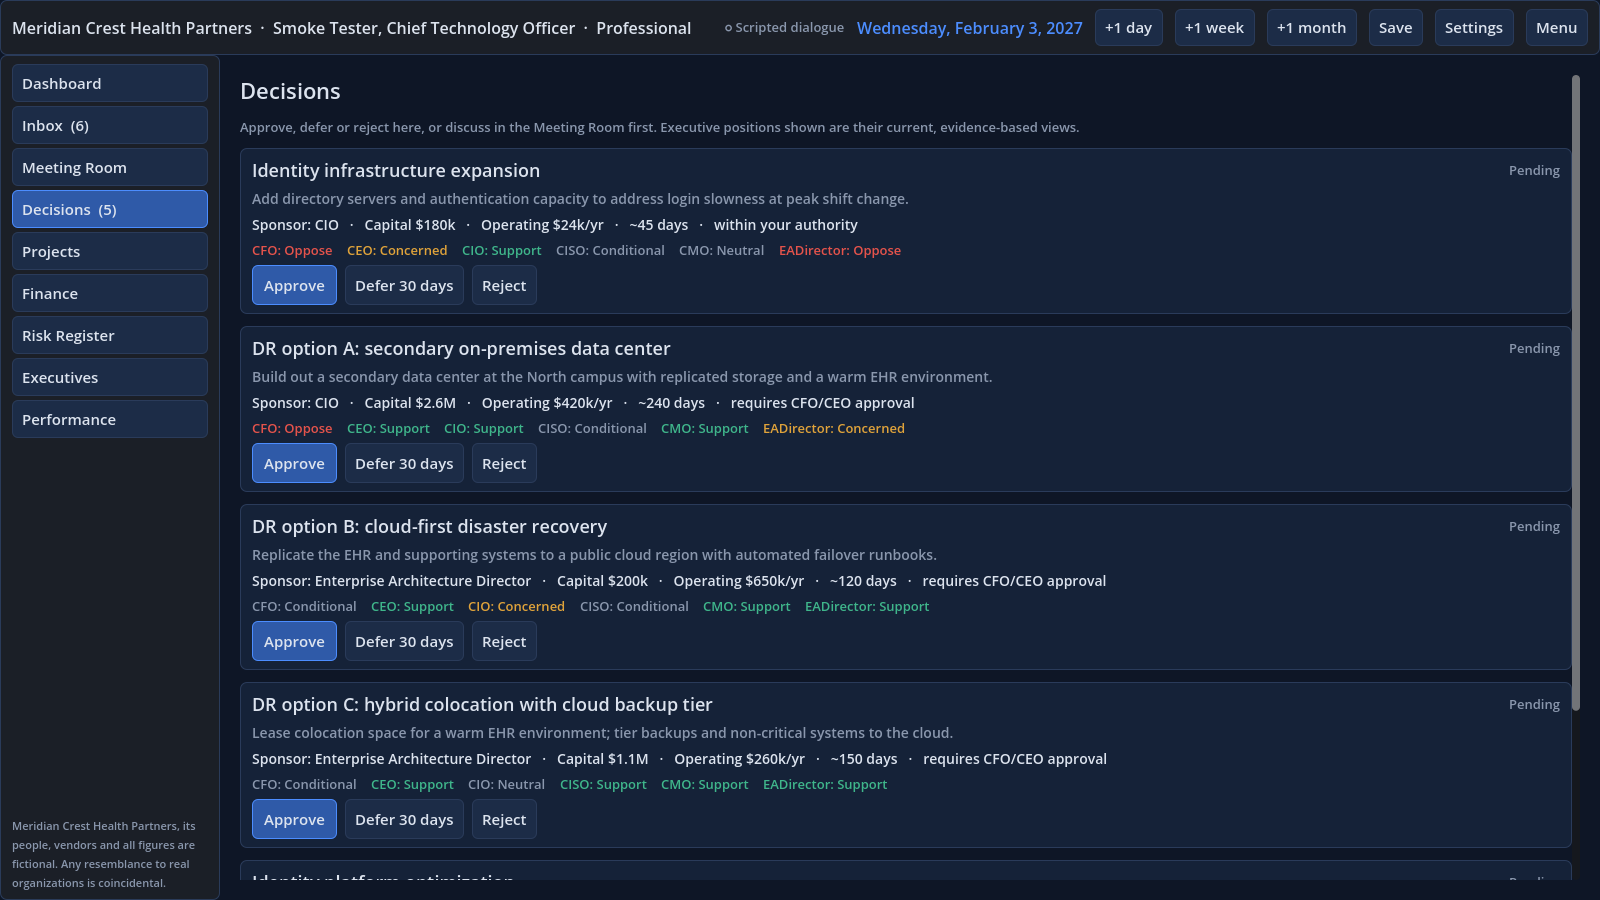 Meridian Crest Health Partners · Smoke Tester, Chief Technology Officer · Professional
Scripted dialogue
Wednesday, February 3, 2027
+1 day
+1 week
+1 month
Save
Settings
Menu
Dashboard
Inbox (6)
Meeting Room
Decisions (5)
Projects
Finance
Risk Register
Executives
Performance
Meridian Crest Health Partners, its
people, vendors and all figures are
fictional. Any resemblance to real
organizations is coincidental.
Decisions
Approve, defer or reject here, or discuss in the Meeting Room first. Executive positions shown are their current, evidence-based views.
Identity infrastructure expansion
Pending
Add directory servers and authentication capacity to address login slowness at peak shift change.
Sponsor: CIO · Capital $180k · Operating $24k/yr · ~45 days · within your authority
CFO: Oppose CEO: Concerned CIO: Support CISO: Conditional CMO: Neutral EADirector: Oppose
Approve Defer 30 days Reject
DR option A: secondary on-premises data center
Pending
Build out a secondary data center at the North campus with replicated storage and a warm EHR environment.
Sponsor: CIO · Capital $2.6M · Operating $420k/yr · ~240 days · requires CFO/CEO approval
CFO: Oppose CEO: Support CIO: Support CISO: Conditional CMO: Support EADirector: Concerned
Approve Defer 30 days Reject
DR option B: cloud-first disaster recovery
Pending
Replicate the EHR and supporting systems to a public cloud region with automated failover runbooks.
Sponsor: Enterprise Architecture Director · Capital $200k · Operating $650k/yr · ~120 days · requires CFO/CEO approval
CFO: Conditional CEO: Support CIO: Concerned CISO: Conditional CMO: Support EADirector: Support
Approve Defer 30 days Reject
DR option C: hybrid colocation with cloud backup tier
Pending
Lease colocation space for a warm EHR environment; tier backups and non-critical systems to the cloud.
Sponsor: Enterprise Architecture Director · Capital $1.1M · Operating $260k/yr · ~150 days · requires CFO/CEO approval
CFO: Conditional CEO: Support CIO: Neutral CISO: Support CMO: Support EADirector: Support
Approve Defer 30 days Reject
Identity platform optimization
Pending